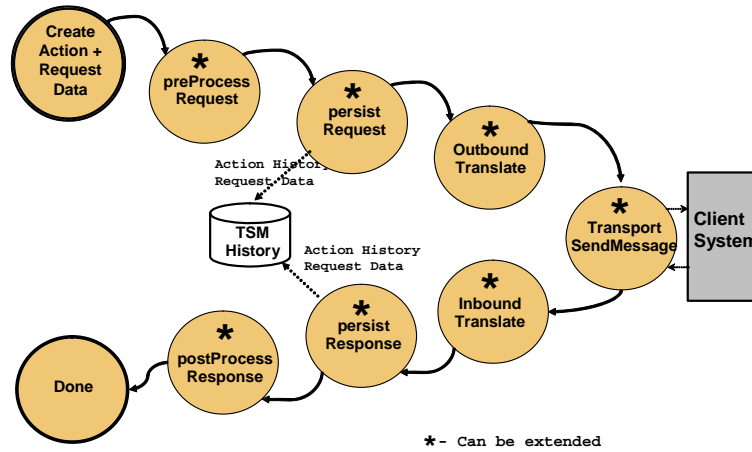 Create
Action +
Request
Data
*
preProcess
Request
*
persist
Request
*
Outbound
Translate
Action History
Request Data
*
Transport
SendMessage
Client
System
TSM
History
Action History
Request Data
*
Inbound
Translate
*
persist
Response
*
postProcess
Response
Done
*- Can be extended